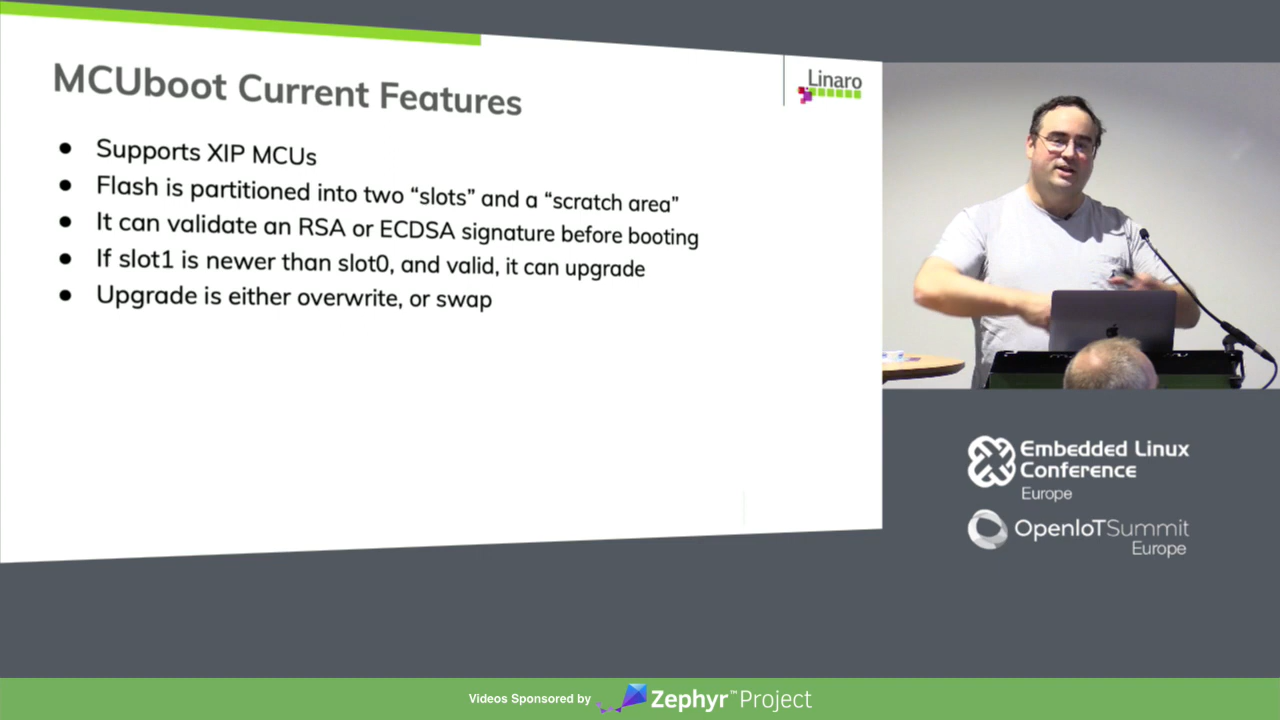 MCUboot Current Features
Linaro
● Supports XIP MCUs
● Flash is partitioned into two “slots” and a “scratch area”
● It can validate an RSA or ECDSA signature before booting
● If slot1 is newer than slot0, and valid, it can upgrade
● Upgrade is either overwrite, or swap
Embedded Linux
Conference
Europe
OpenIoTSummit
Europe
Videos Sponsored by Zephyr™Project